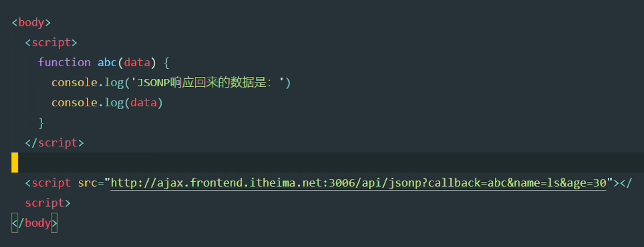 <body>
<script>
function abc(data) {
console.log('JSONP响应回来的数据是：')
console.log(data)
}
</script>
<script src="http://ajax.frontend.itheima.net:3006/api/jsonp?callback=abc&name=ls&age=30"></
script>
</body>